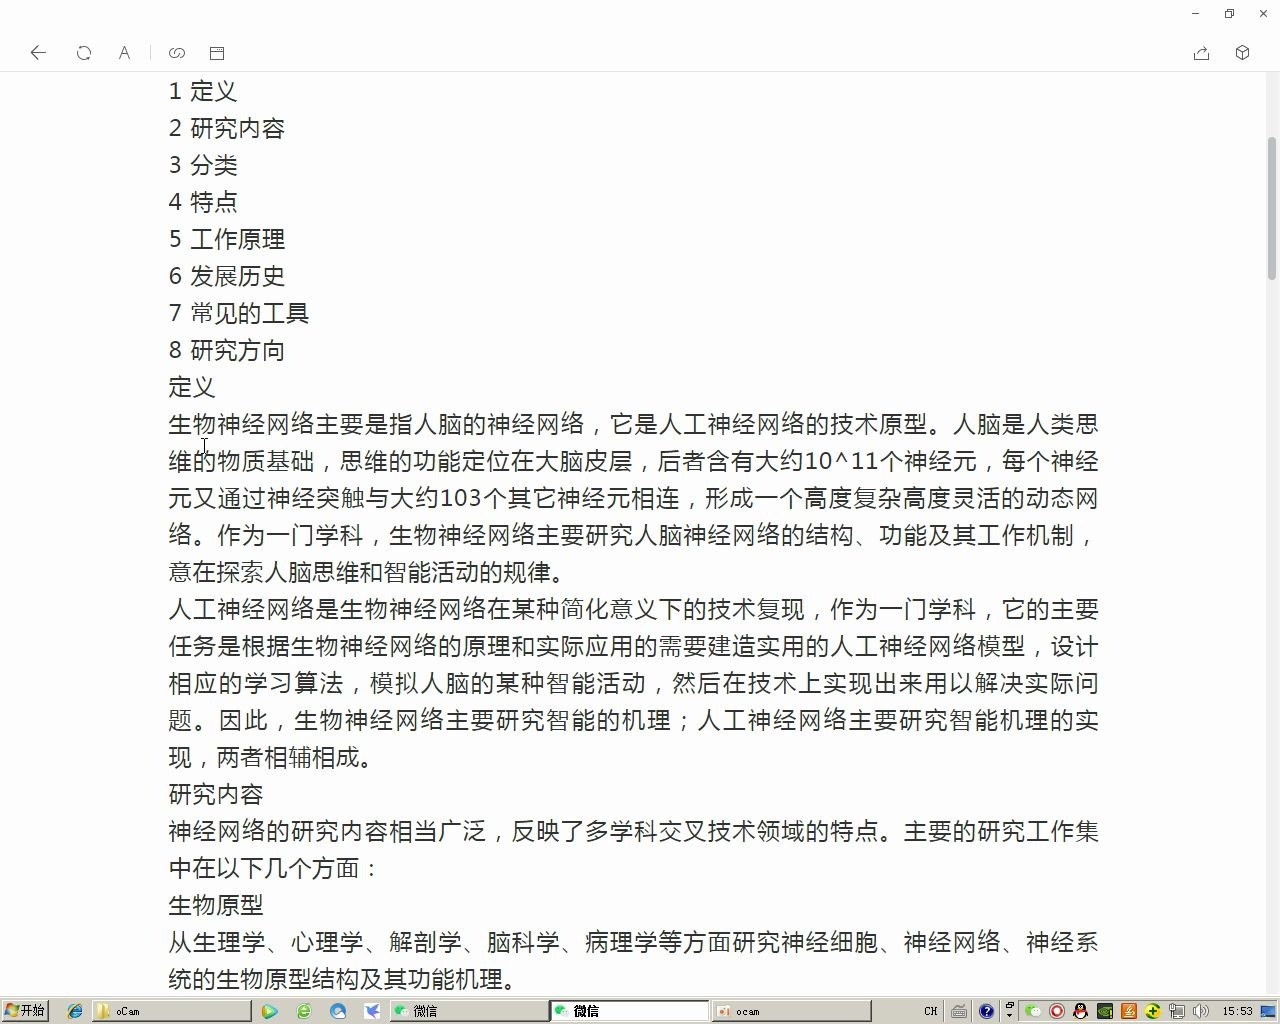 A
1 定义
2 研究内容
3 分类
4 特点
5 工作原理
6 发展历史
7 常见的工具
8 研究方向
定义
生物神经网络主要是指人脑的神经网络，它是人工神经网络的技术原型。人脑是人类思
维的物质基础，思维的功能定位在大脑皮层，后者含有大约10^11个神经元，每个神经
元又通过神经突触与大约103个其它神经元相连，形成一个高度复杂高度灵活的动态网
络。作为一门学科，生物神经网络主要研究人脑神经网络的结构、功能及其工作机制，
意在探索人脑思维和智能活动的规律。
人工神经网络是生物神经网络在某种简化意义下的技术复现，作为一门学科，它的主要
任务是根据生物神经网络的原理和实际应用的需要建造实用的人工神经网络模型，设计
相应的学习算法，模拟人脑的某种智能活动，然后在技术上实现出来用以解决实际问
题。因此，生物神经网络主要研究智能的机理；人工神经网络主要研究智能机理的实
现，两者相辅相成。
研究内容
神经网络的研究内容相当广泛，反映了多学科交叉技术领域的特点。主要的研究工作集
中在以下几个方面：
生物原型
从生理学、心理学、解剖学、脑科学、病理学等方面研究神经细胞、神经网络、神经系
统的生物原型结构及其功能机理。
开始 oCam 微信 微信 ocam CH 15:53